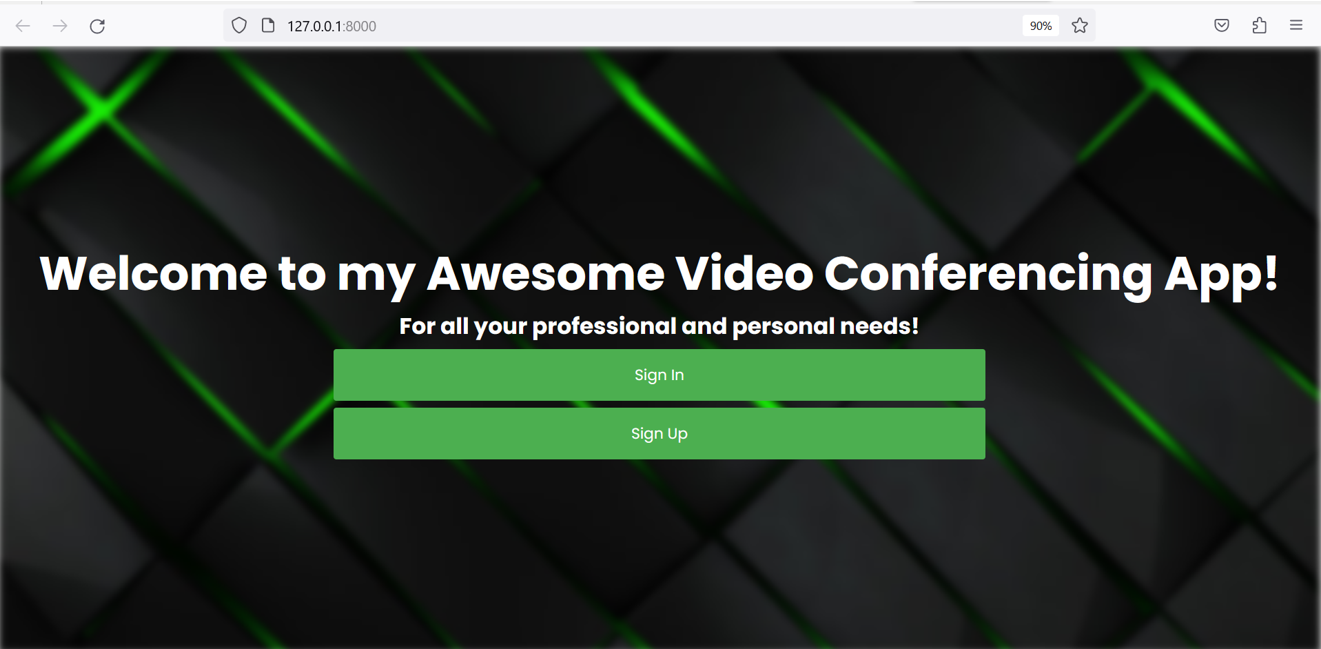 127.0.0.1:8000
90%
Welcome to my Awesome Video Conferencing App!
For all your professional and personal needs!
Sign In
Sign Up